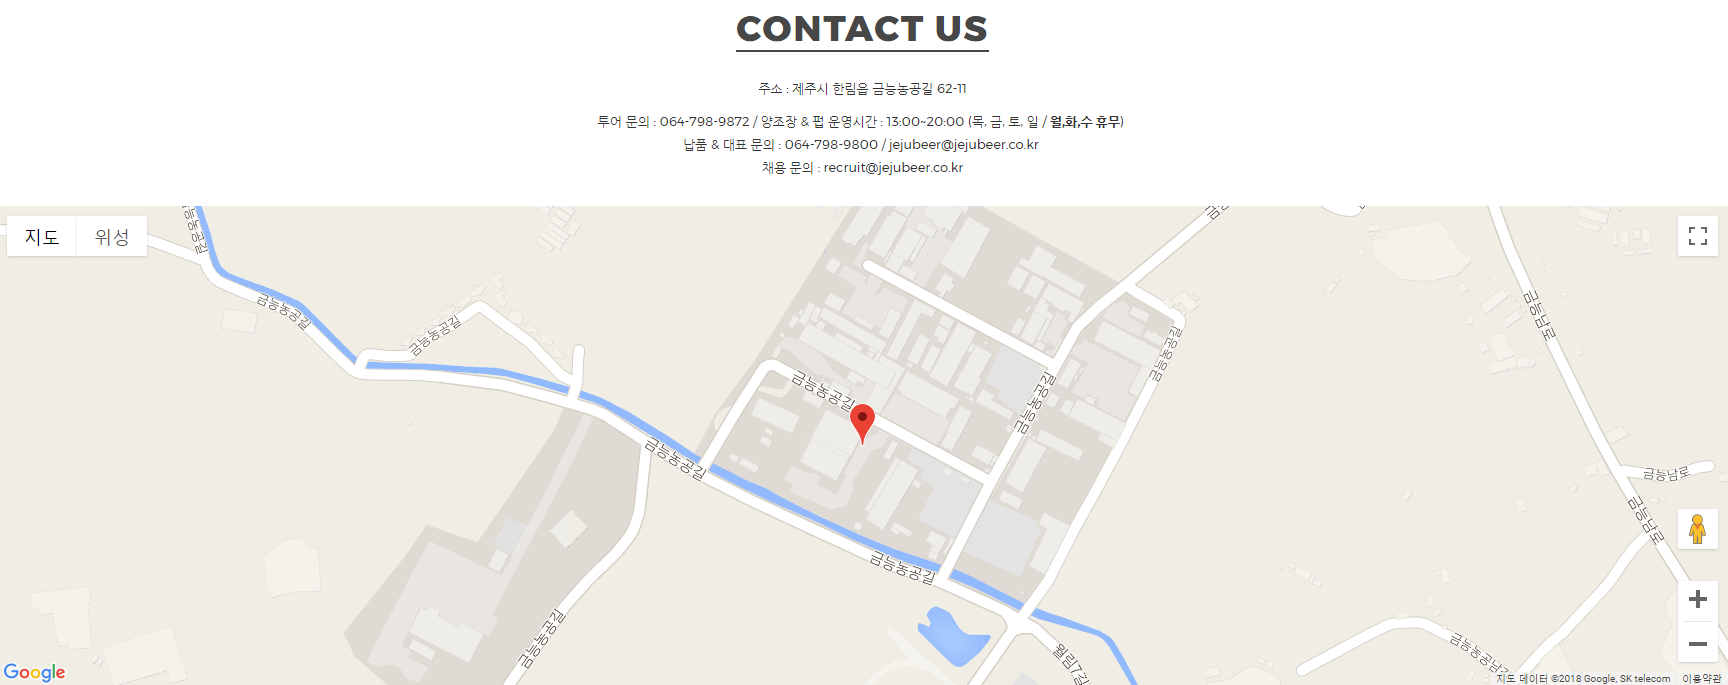 CONTACT US
주소 : 제주시 한림읍 금능농공길 62-11
투어 문의 : 064-798-9872 / 양조장 & 펍 운영시간 : 13:00~20:00 (목, 금, 토, 일 / 월,화,수 휴무)
납품 & 대표 문의 : 064-798-9800 / jejubeer@jejubeer.co.kr
채용 문의 : recruit@jejubeer.co.kr
지도 위성
금능농공길
금능농공길
금능농공길
금능남로
금능농공길
금능농공길
금능농공길
금능농공길
금능남로
금능남로
금능농공길
금능농공길
월림7길
Google
지도 데이터 ©2018 Google, SK telecom 이용약관